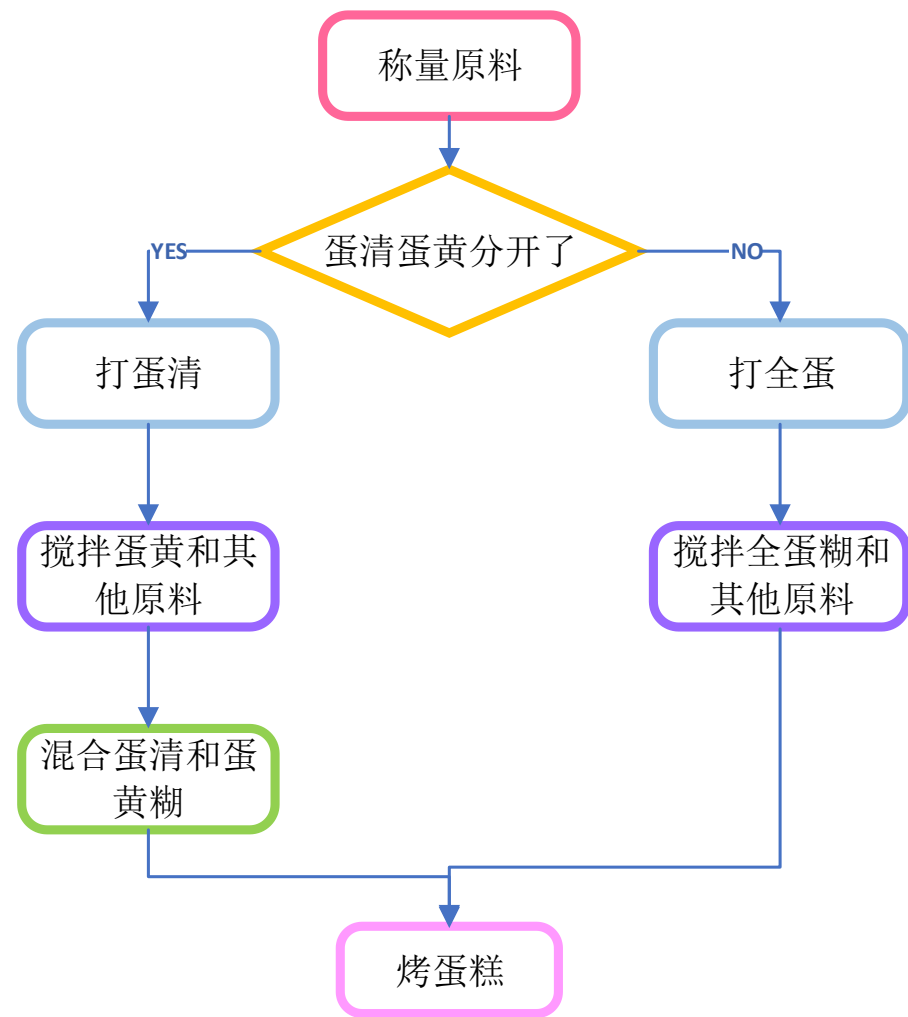 称量原料
蛋清蛋黄分开了
YES
NO
打蛋清
打全蛋
搅拌蛋黄和其
他原料
搅拌全蛋糊和
其他原料
混合蛋清和蛋
黄糊
烤蛋糕